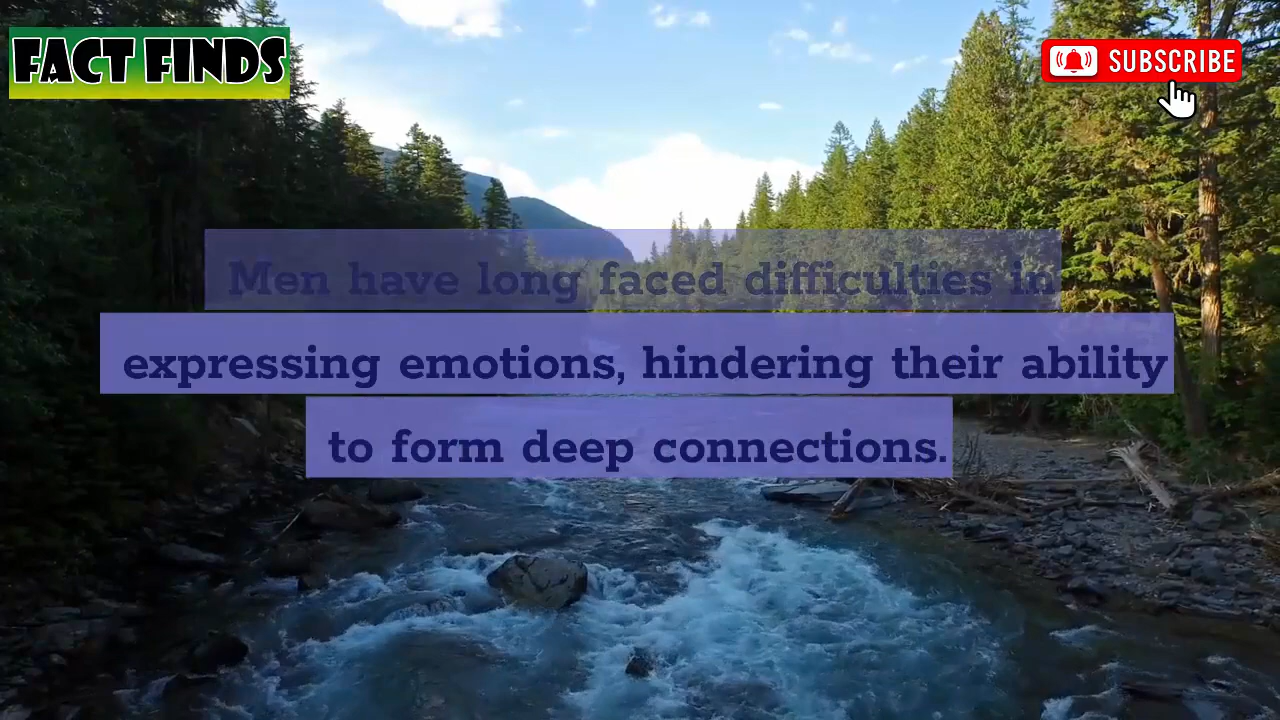 FACT FINDS
SUBSCRIBE
Men have long faced difficulties in
expressing emotions, hindering their ability
to form deep connections.